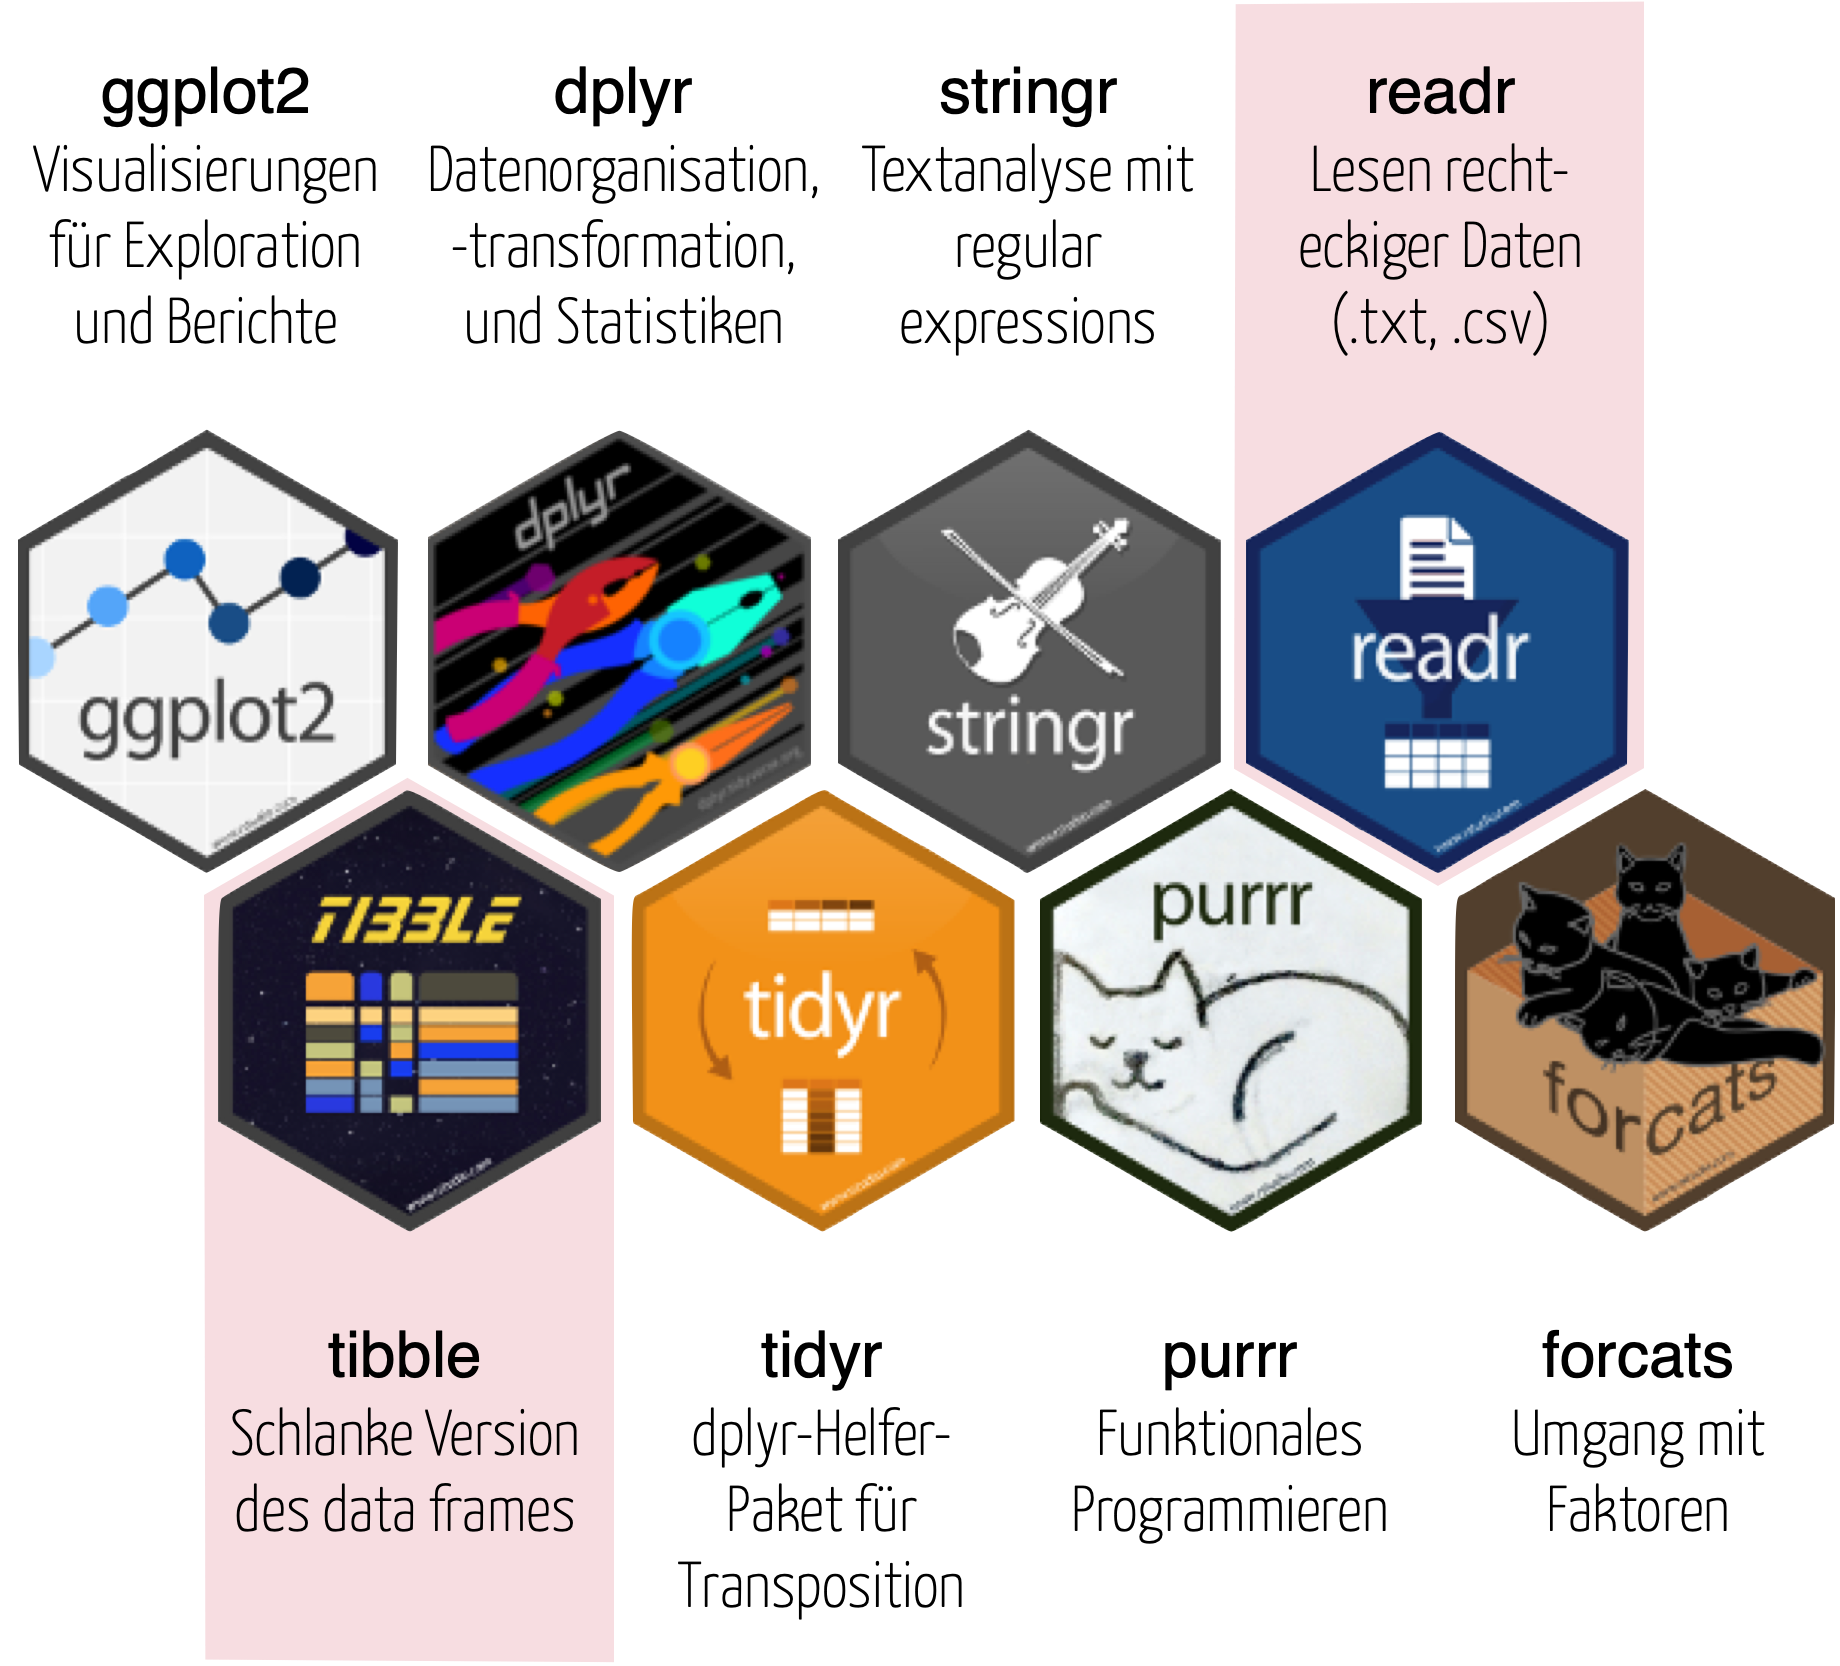 ggplot2
Visualisierungen
für Exploration
und Berichte
dplyr
Datenorganisation,
-transformation,
und Statistiken
stringr
Textanalyse mit
regular
expressions
readr
Lesen recht-
eckiger Daten
(.txt, .csv)
ggplot2
dplyr
stringr
readr
TIBBLE
tidyr
purrr
forcats
tibble
Schlanke Version
des data frames
tidyr
dplyr-Helfer-
Paket für
Transposition
purrr
Funktionales
Programmieren
forcats
Umgang mit
Faktoren